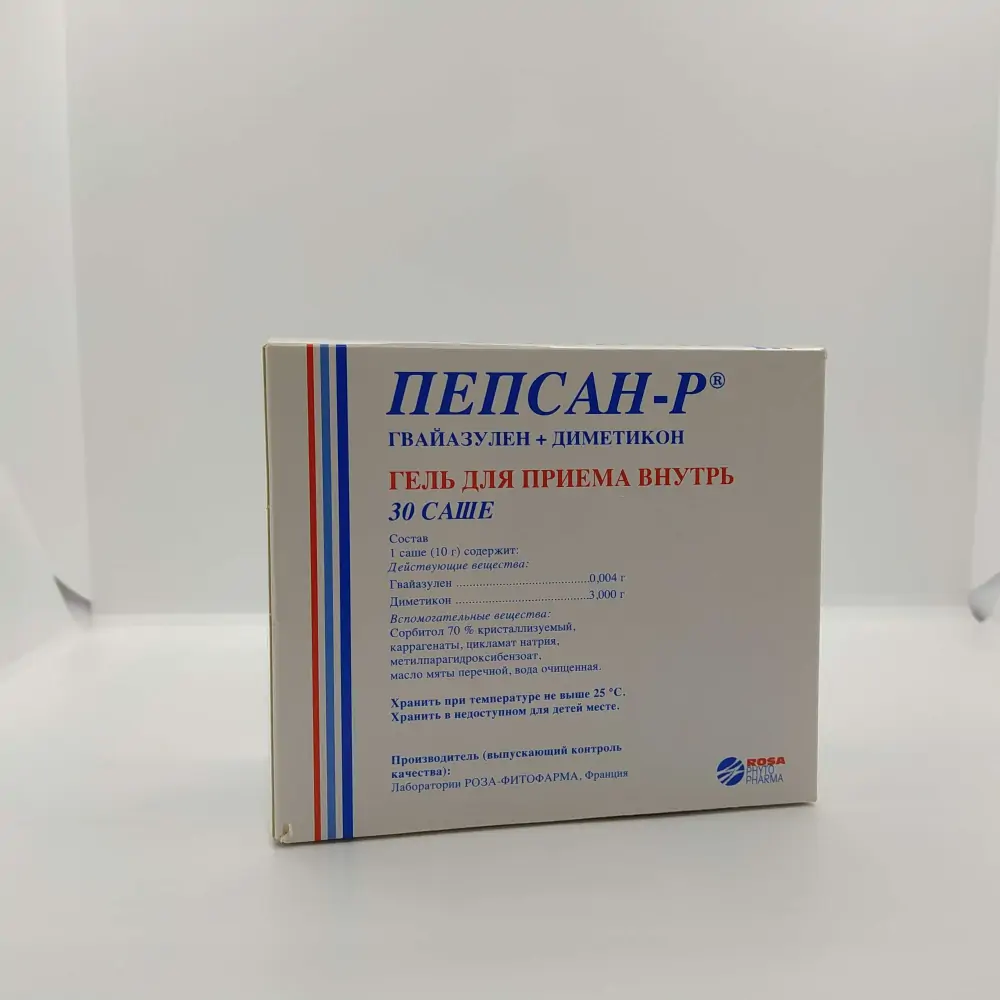 ПЕПСАН-Р®
ГВАЙАЗУЛЕН + ДИМЕТИКОН
ГЕЛЬ ДЛЯ ПРИЕМА ВНУТРЬ
30 САШЕ
Состав
1 саше (10 г) содержит:
Действующие вещества:
Гвайазулен ........................................0,004 г
Диметикон ........................................3,000 г
Вспомогательные вещества:
Сорбитол 70 % кристаллизуемый,
каррагенаты, цикламат натрия,
метилпарагидроксибензоат,
масло мяты перечной, вода очищенная.
Хранить при температуре не выше 25 °C.
Хранить в недоступном для детей месте.
Производитель (выпускающий контроль
качества):
Лаборатории РОЗА-ФИТОФАРМА, Франция
ROSA
PHYTO
PHARMA